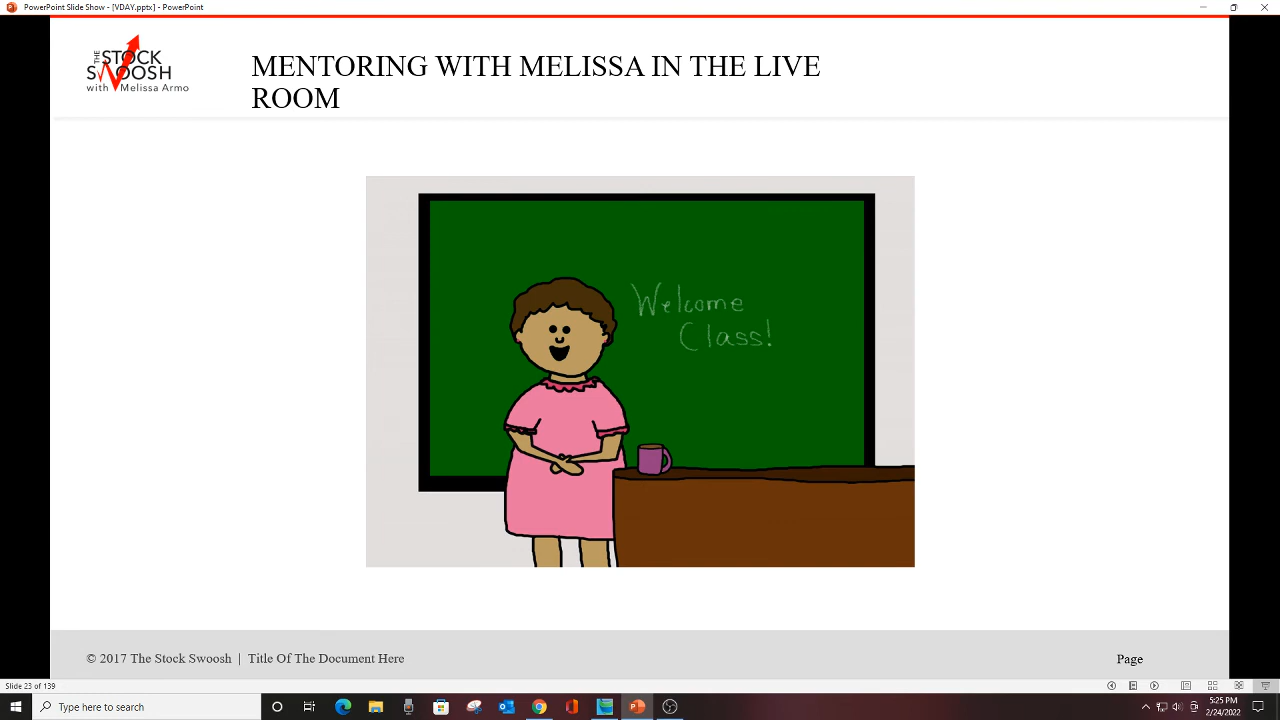 PowerPoint Slide Show - [VDAY.pptx] - PowerPoint
THE
STOCK
SWOOSH
with Melissa Armo
MENTORING WITH MELISSA IN THE LIVE
ROOM
Welcome
Class!
© 2017 The Stock Swoosh | Title Of The Document Here
Page
Slide 23 of 139
Type here to search
5:25 PM
2/24/2022